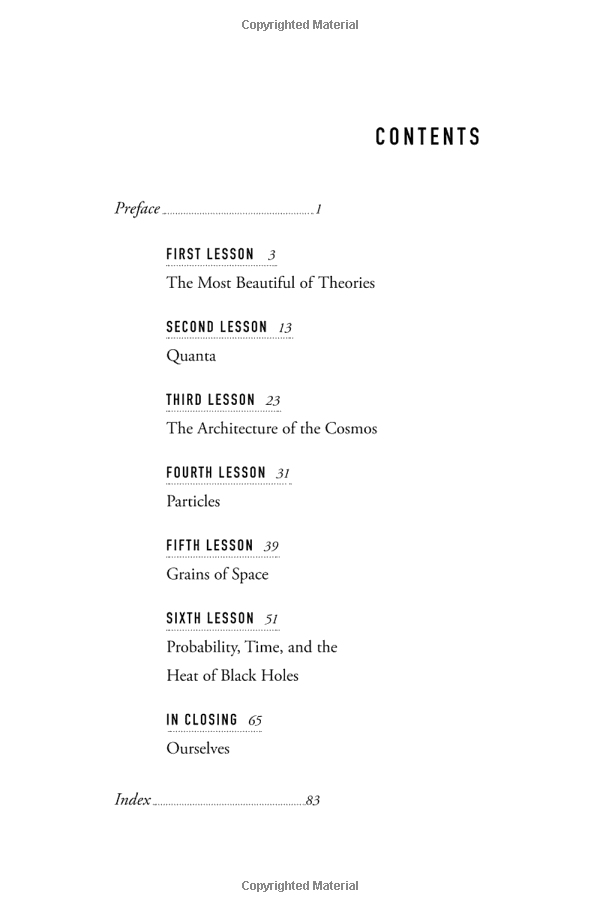 Copyrighted Material
CONTENTS
Preface 1
FIRST LESSON 3
The Most Beautiful of Theories
SECOND LESSON 13
Quanta
THIRD LESSON 23
The Architecture of the Cosmos
FOURTH LESSON 31
Particles
FIFTH LESSON 39
Grains of Space
SIXTH LESSON 51
Probability, Time, and the
Heat of Black Holes
IN CLOSING 65
Ourselves
Index 83
Copyrighted Material